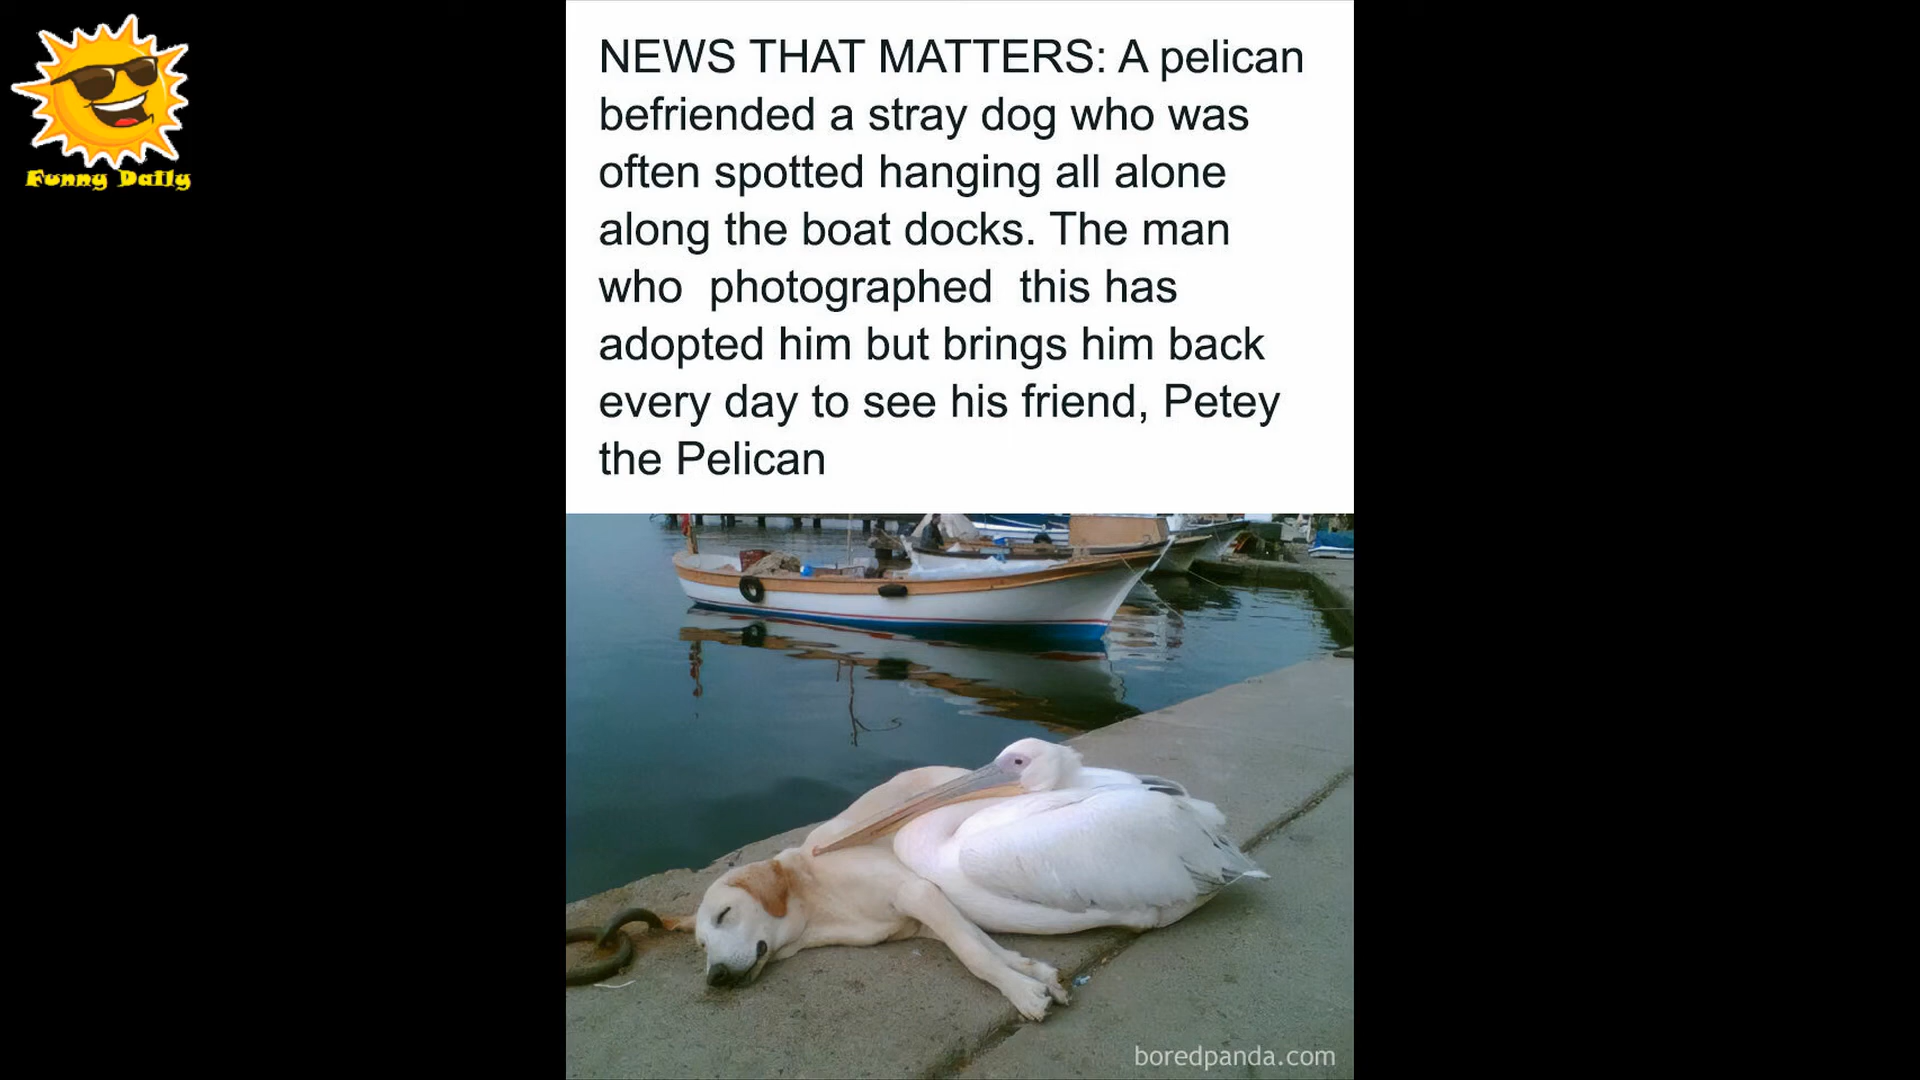 Funny Daily
NEWS THAT MATTERS: A pelican
befriended a stray dog who was
often spotted hanging all alone
along the boat docks. The man
who photographed this has
adopted him but brings him back
every day to see his friend, Petey
the Pelican
boredpanda.com